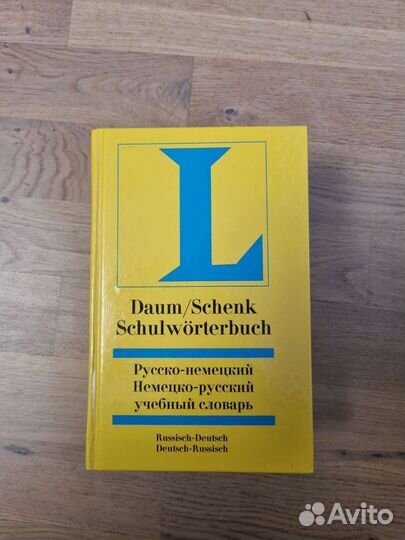 L
Daum/Schenk
Schulwörterbuch
Русско-немецкий
Немецко-русский
учебный словарь
Russisch-Deutsch
Deutsch-Russisch
Avito